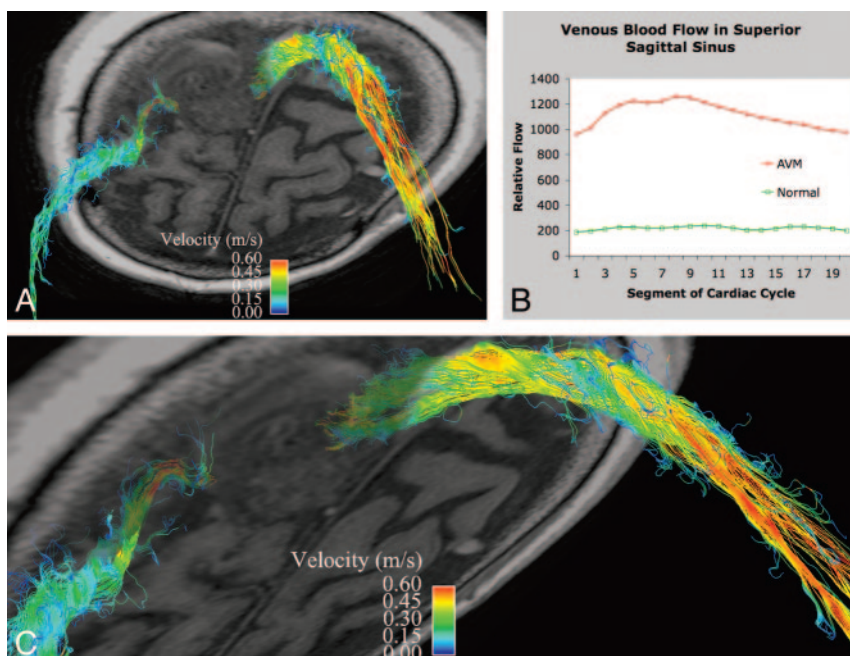 Velocity (m/s)
0.60
0.45
0.30
0.15
0.00
A
Venous Blood Flow in Superior
Sagittal Sinus
1400
1200
1000
800
600
400
200
0
Relative Flow
AVM
Normal
1 3 5 7 9 11 13 15 17 19
Segment of Cardiac Cycle
B
Velocity (m/s)
0.60
0.45
0.30
0.15
0.00
C